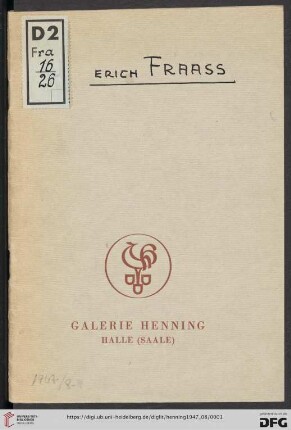 D2
Fra
16
26
ERICH FRAASS
GALERIE HENNING
HALLE (SAALE)
https://digi.ub.uni-heidelberg.de/diglit/henning1947_08/0001
DFG